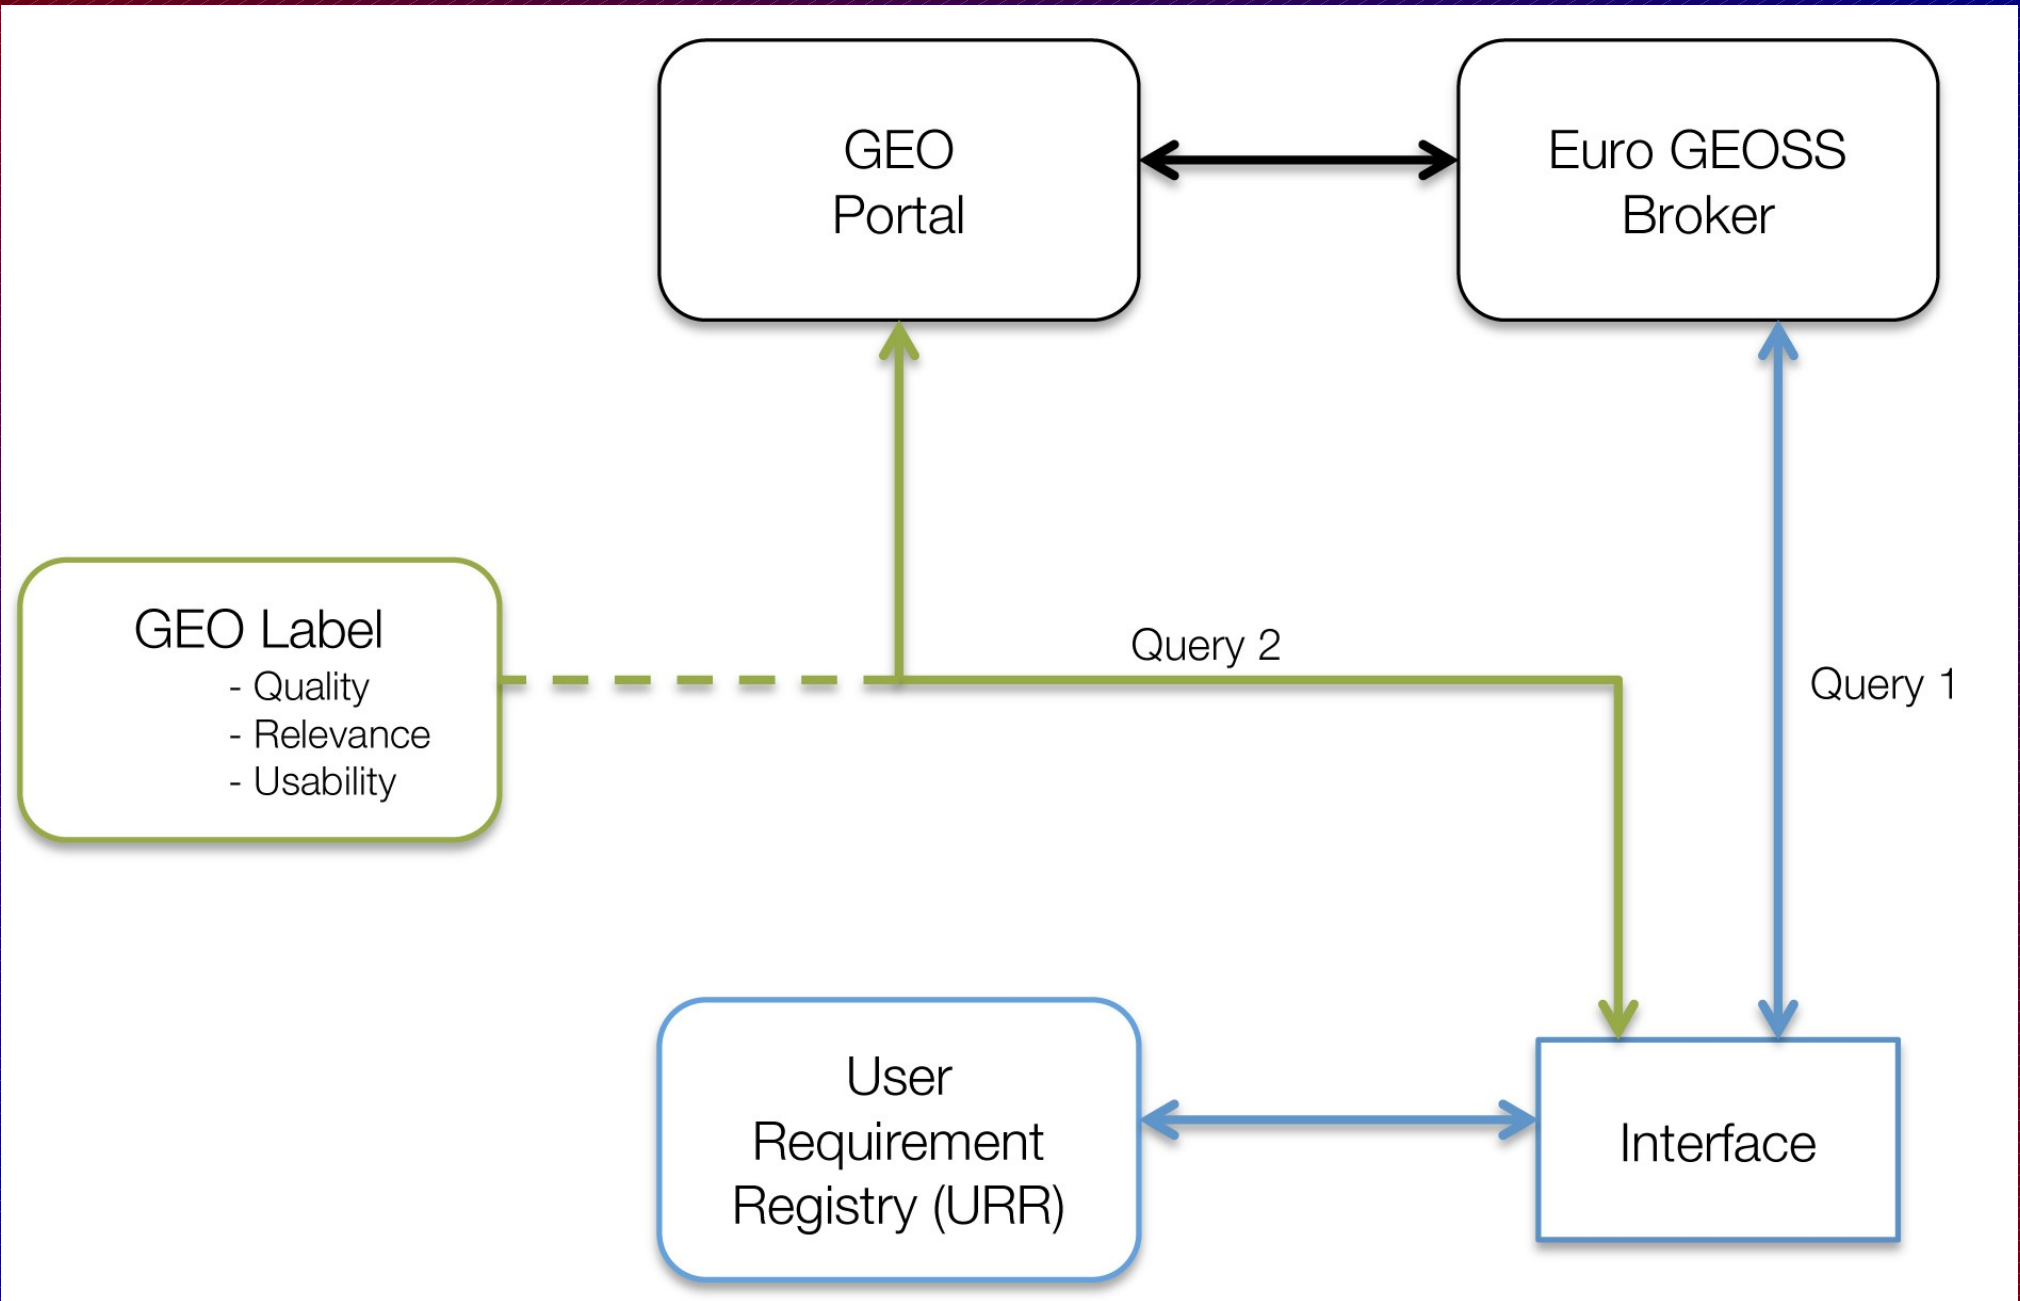 GEO
Portal
Euro GEOSS
Broker
GEO Label
- Quality
- Relevance
- Usability
Query 2
Query 1
User
Requirement
Registry (URR)
Interface